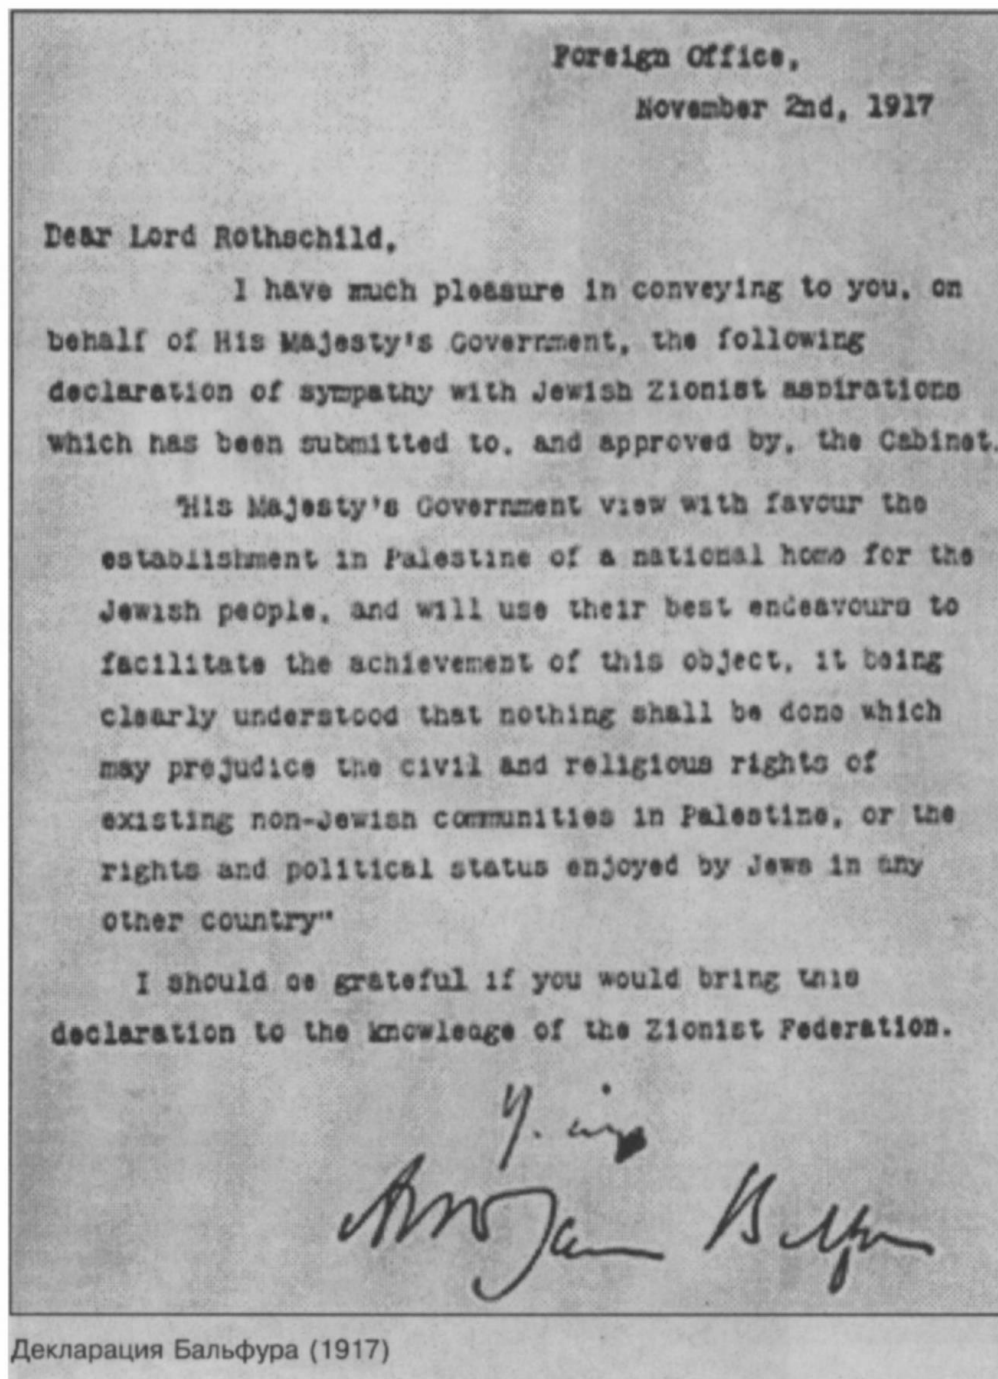 Foreign Office,
November 2nd, 1917
Dear Lord Rothschild,
I have much pleasure in conveying to you, on
behalf of His Majesty's Government, the following
declaration of sympathy with Jewish Zionist aspirations
which has been submitted to, and approved by, the Cabinet.
"His Majesty's Government view with favour the
establishment in Palestine of a national home for the
Jewish people, and will use their best endeavours to
facilitate the achievement of this object, it being
clearly understood that nothing shall be done which
may prejudice the civil and religious rights of
existing non-Jewish communities in Palestine, or the
rights and political status enjoyed by Jews in any
other country"
I should be grateful if you would bring this
declaration to the knowledge of the Zionist Federation.
Arthur James Balfour
Декларация Бальфура (1917)